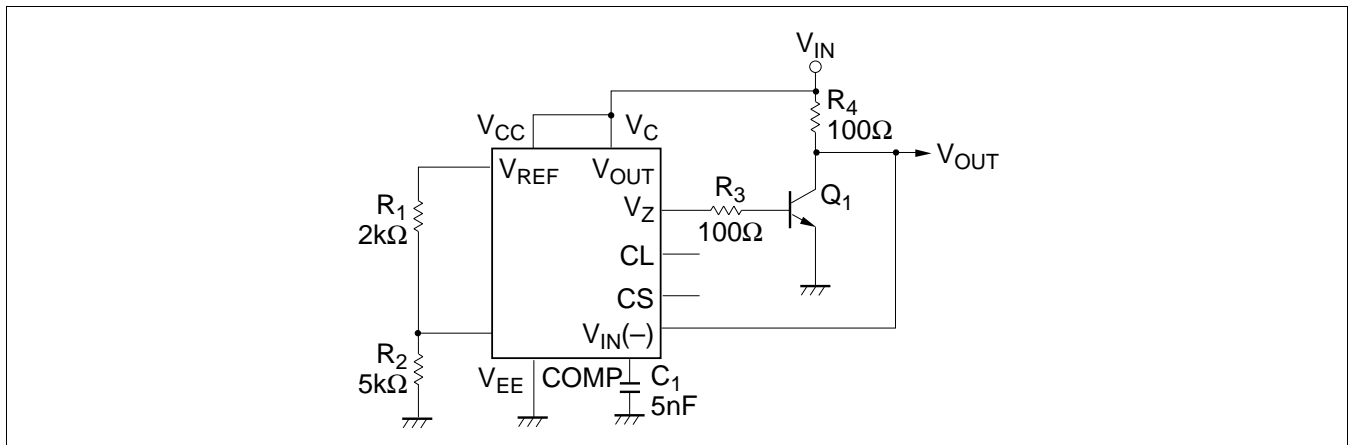 VIN
R4
100Ω
VCC
VC
VOUT
VREF
VOUT
R3
Q1
R1
2kΩ
VZ
100Ω
CL
CS
VIN(–)
R2
5kΩ
VEE
COMP
C1
5nF